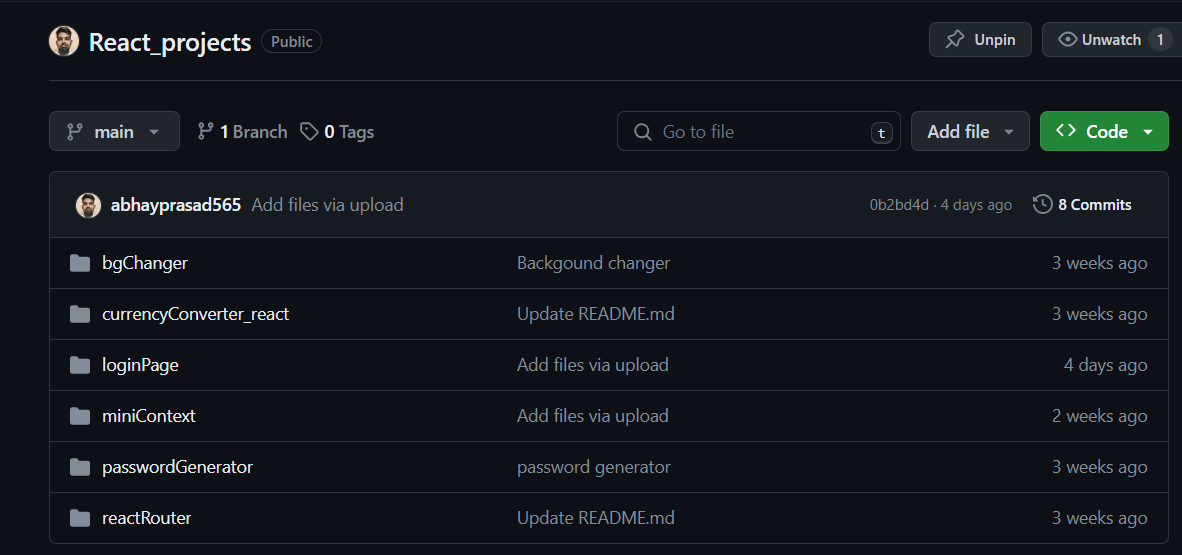 React_projects Public Unpin Unwatch 1
main 1 Branch 0 Tags Go to file t Add file Code
abhayprasad565 Add files via upload 0b2bd4d · 4 days ago 8 Commits
bgChanger Backgound changer 3 weeks ago
currencyConverter_react Update README.md 3 weeks ago
loginPage Add files via upload 4 days ago
miniContext Add files via upload 2 weeks ago
passwordGenerator password generator 3 weeks ago
reactRouter Update README.md 3 weeks ago